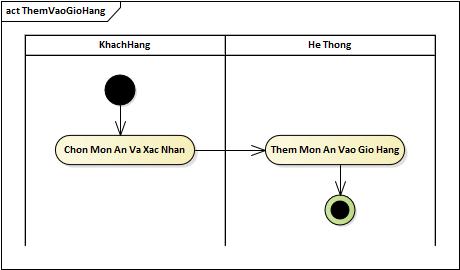 act ThemVaoGioHang
KhachHang
He Thong
Chon Mon An Va Xac Nhan
Them Mon An Vao Gio Hang